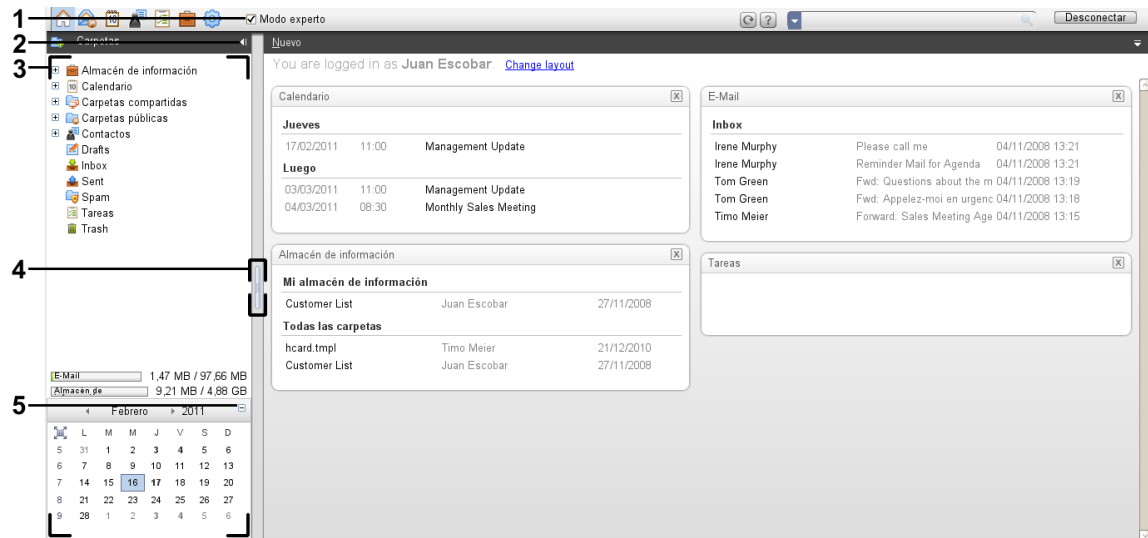 1
10
Modo experto
?
Desconectar
2
Carpetas
Nuevo
3
Almacén de información
10 Calendario
Carpetas compartidas
Carpetas públicas
Contactos
Drafts
Inbox
Sent
Spam
Tareas
Trash
4
E-Mail 1,47 MB / 97,66 MB
Almacén de 9,21 MB / 4,88 GB
5
Febrero 2011
L M M J V S D
5 31 1 2 3 4 5 6
6 7 8 9 10 11 12 13
7 14 15 16 17 18 19 20
8 21 22 23 24 25 26 27
9 28 1 2 3 4 5 6
You are logged in as Juan Escobar. Change layout
Calendario X
Jueves
17/02/2011 11:00 Management Update
Luego
03/03/2011 11:00 Management Update
04/03/2011 08:30 Monthly Sales Meeting
Almacén de información X
Mi almacén de información
Customer List Juan Escobar 27/11/2008
Todas las carpetas
hcard.tmpl Timo Meier 21/12/2010
Customer List Juan Escobar 27/11/2008
E-Mail X
Inbox
Irene Murphy Please call me 04/11/2008 13:21
Irene Murphy Reminder Mail for Agenda 04/11/2008 13:21
Tom Green Fwd: Questions about the m 04/11/2008 13:19
Tom Green Fwd: Appelez-moi en urgenc 04/11/2008 13:18
Timo Meier Forward: Sales Meeting Age 04/11/2008 13:15
Tareas X